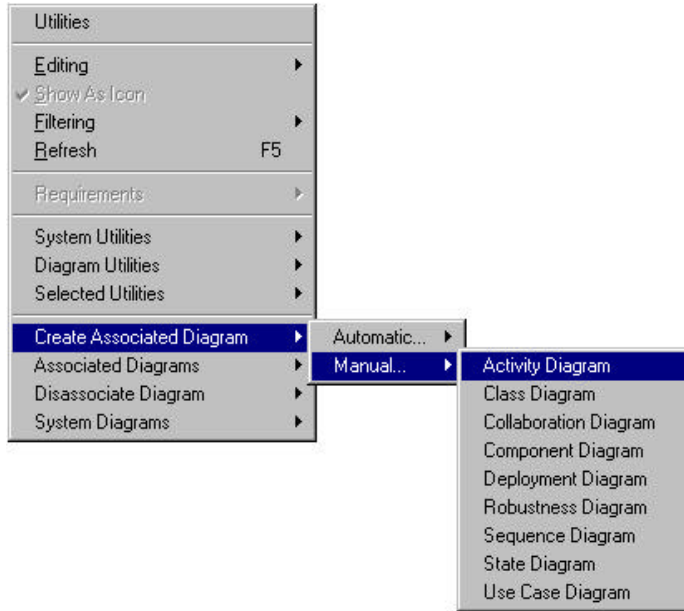 Utilities
Editing
Show As Icon
Filtering
Refresh F5
Requirements
System Utilities
Diagram Utilities
Selected Utilities
Create Associated Diagram
Associated Diagrams
Disassociate Diagram
System Diagrams
Automatic...
Manual...
Activity Diagram
Class Diagram
Collaboration Diagram
Component Diagram
Deployment Diagram
Robustness Diagram
Sequence Diagram
State Diagram
Use Case Diagram